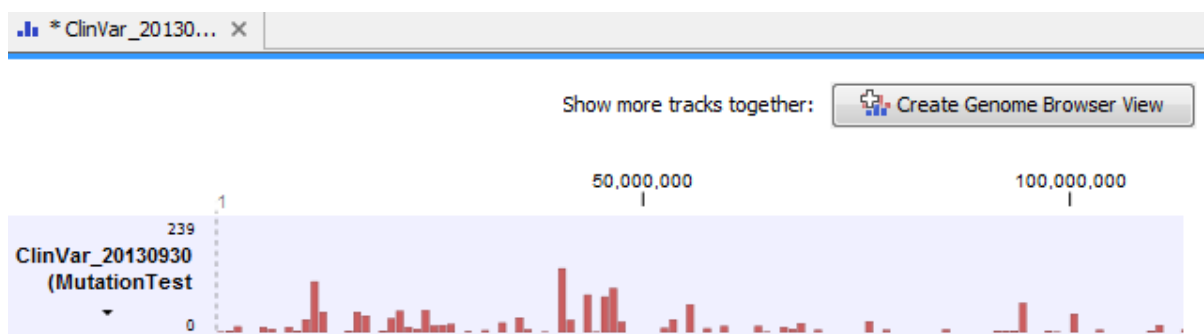 * ClinVar_20130...
Show more tracks together: Create Genome Browser View
50,000,000 100,000,000
1
239
ClinVar_20130930
(MutationTest
0